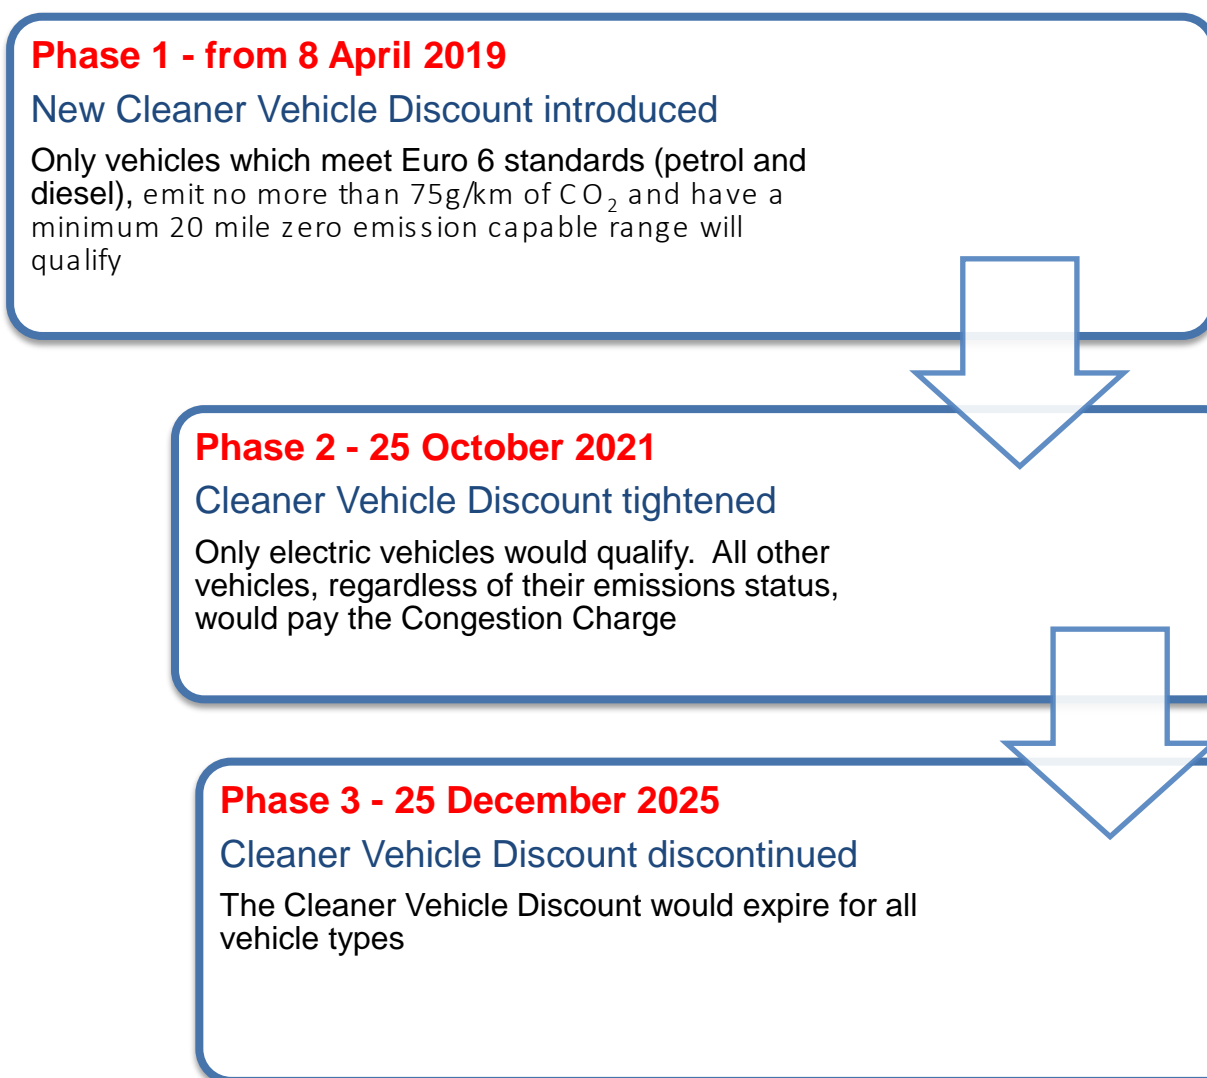 Phase 1 - from 8 April 2019
New Cleaner Vehicle Discount introduced
Only vehicles which meet Euro 6 standards (petrol and
diesel), emit no more than 75g/km of CO₂ and have a
minimum 20 mile zero emission capable range will
qualify
Phase 2 - 25 October 2021
Cleaner Vehicle Discount tightened
Only electric vehicles would qualify.  All other
vehicles, regardless of their emissions status,
would pay the Congestion Charge
Phase 3 - 25 December 2025
Cleaner Vehicle Discount discontinued
The Cleaner Vehicle Discount would expire for all
vehicle types